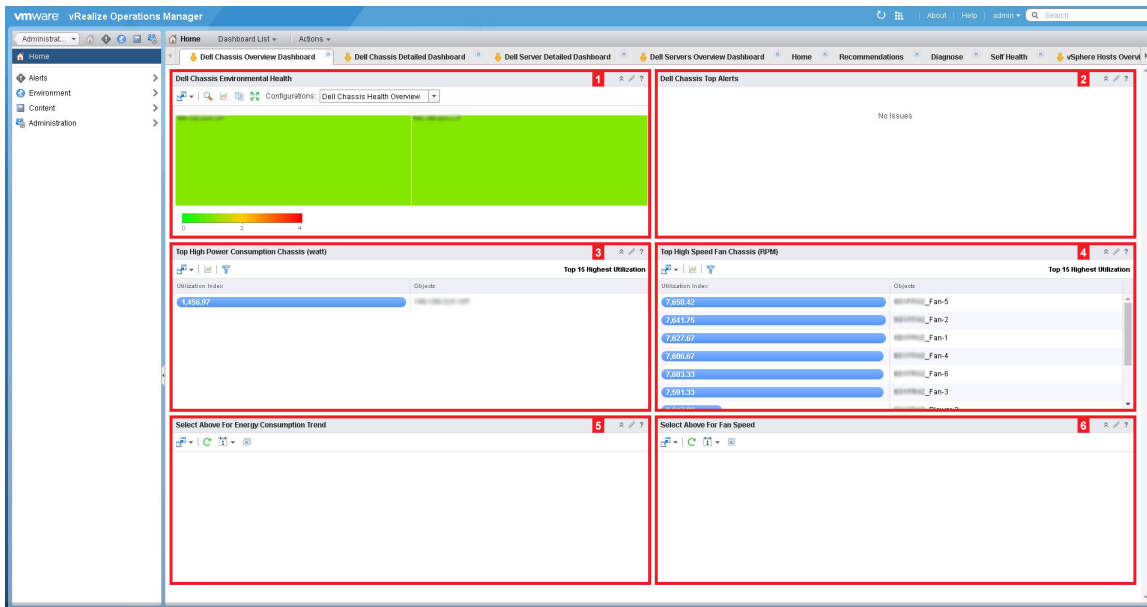 vmware vRealize Operations Manager
About Help admin Search
Administrat...
Home Dashboard List Actions
Home
Dell Chassis Overview Dashboard Dell Chassis Detailed Dashboard Dell Server Detailed Dashboard Dell Servers Overview Dashboard Home Recommendations Diagnose Self Health vSphere Hosts Overvi
Alerts
Environment
Content
Administration
Dell Chassis Environmental Health 1
Configurations: Dell Chassis Health Overview
0 2 4
Dell Chassis Top Alerts 2
No Issues
Top High Power Consumption Chassis (watt) 3
Top 15 Highest Utilization
Utilization Index Objects
1,456.97
Top High Speed Fan Chassis (RPM) 4
Top 15 Highest Utilization
Utilization Index Objects
7,658.42 _Fan-5
7,641.75 _Fan-2
7,627.67 _Fan-1
7,606.67 _Fan-4
7,603.33 _Fan-6
7,591.33 _Fan-3
Select Above For Energy Consumption Trend 5
Select Above For Fan Speed 6